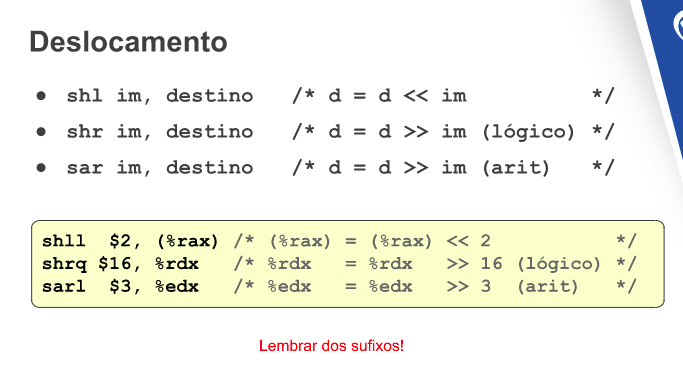 Deslocamento
● shl im, destino /* d = d << im */
● shr im, destino /* d = d >> im (lógico) */
● sar im, destino /* d = d >> im (arit) */
shll $2, (%rax) /* (%rax) = (%rax) << 2 */
shrq $16, %rdx /* %rdx = %rdx >> 16 (lógico) */
sarl $3, %edx /* %edx = %edx >> 3 (arit) */
Lembrar dos sufixos!